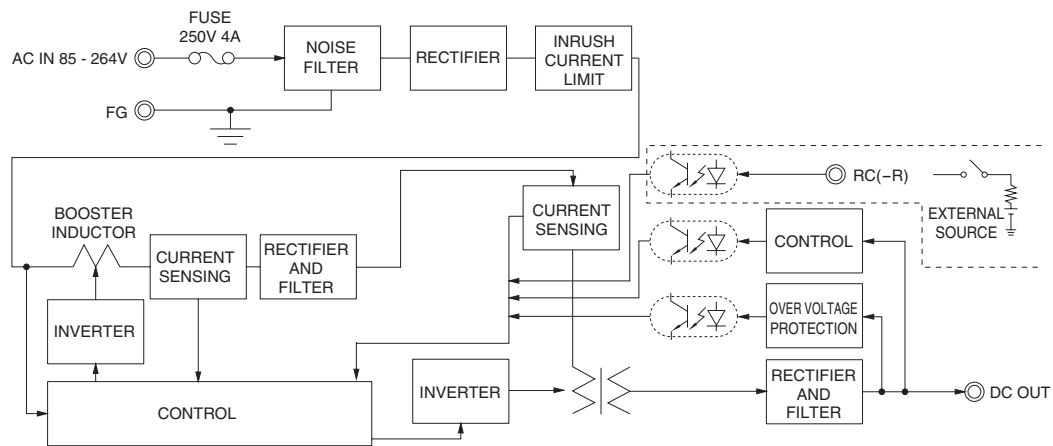 FUSE
250V 4A
AC IN 85 - 264V
NOISE
FILTER
RECTIFIER
INRUSH
CURRENT
LIMIT
FG
RC(−R)
EXTERNAL
SOURCE
CURRENT
SENSING
BOOSTER
INDUCTOR
CURRENT
SENSING
RECTIFIER
AND
FILTER
CONTROL
INVERTER
OVER VOLTAGE
PROTECTION
CONTROL
INVERTER
RECTIFIER
AND
FILTER
DC OUT